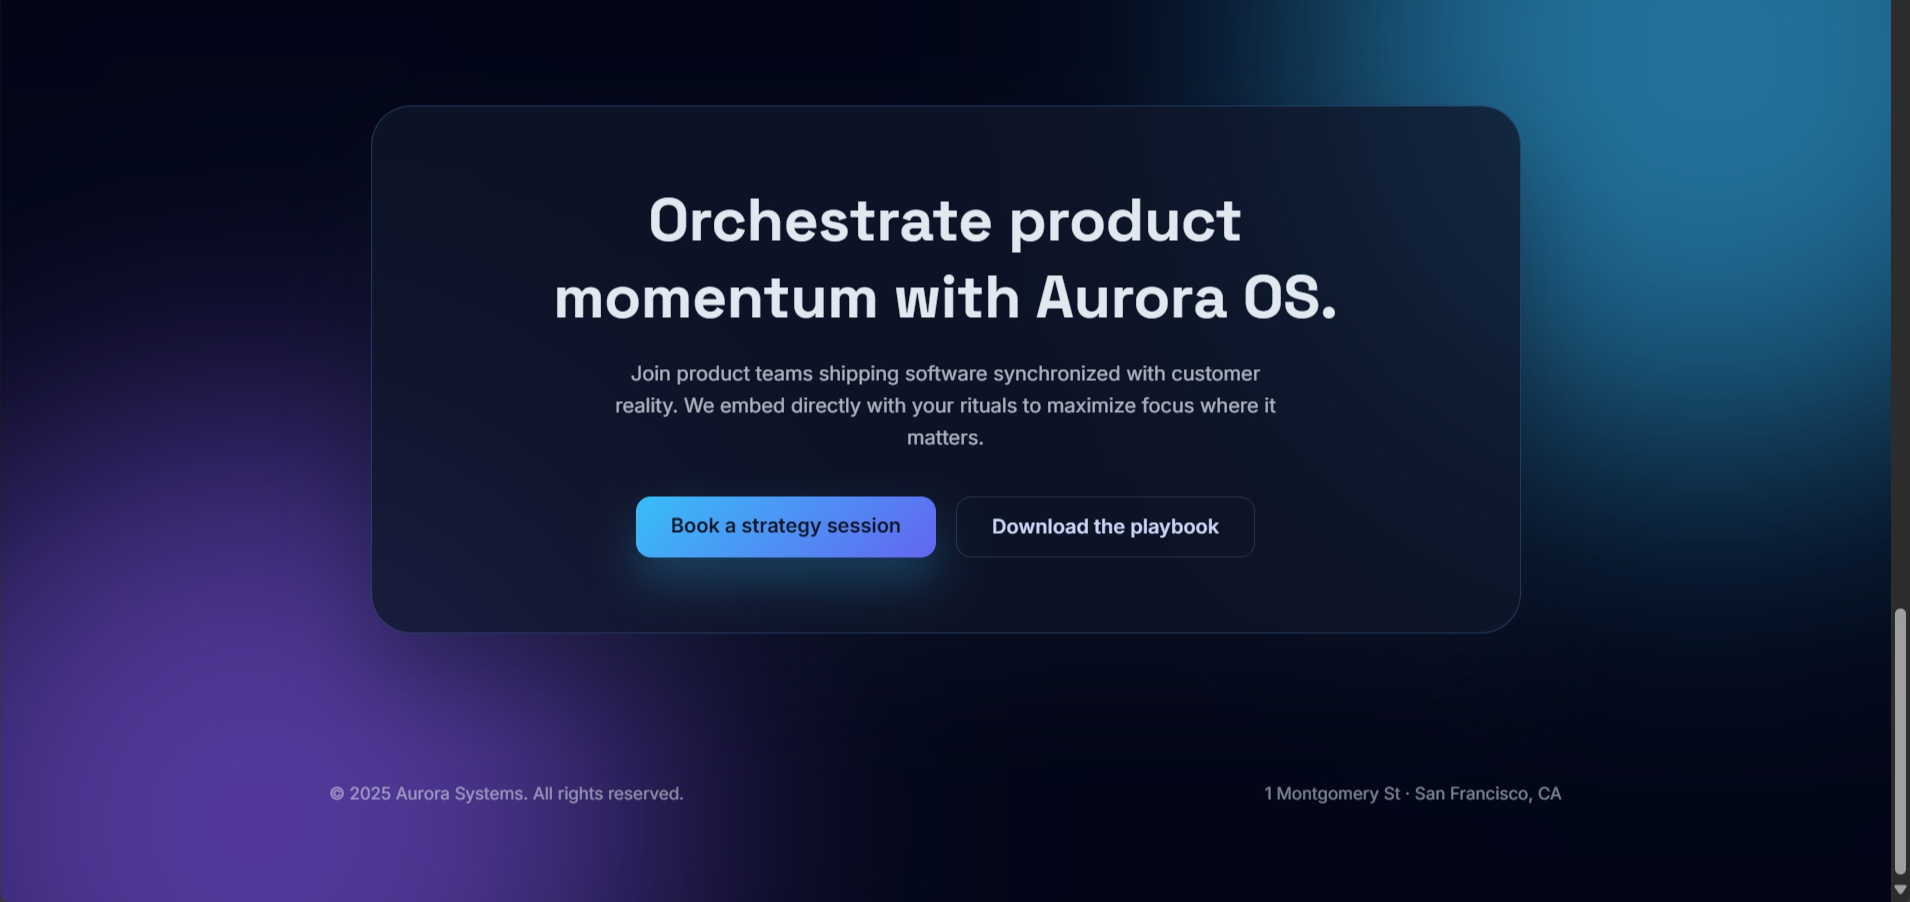 Orchestrate product
momentum with Aurora OS.
Join product teams shipping software synchronized with customer
reality. We embed directly with your rituals to maximize focus where it
matters.
Book a strategy session
Download the playbook
© 2025 Aurora Systems. All rights reserved.
1 Montgomery St · San Francisco, CA